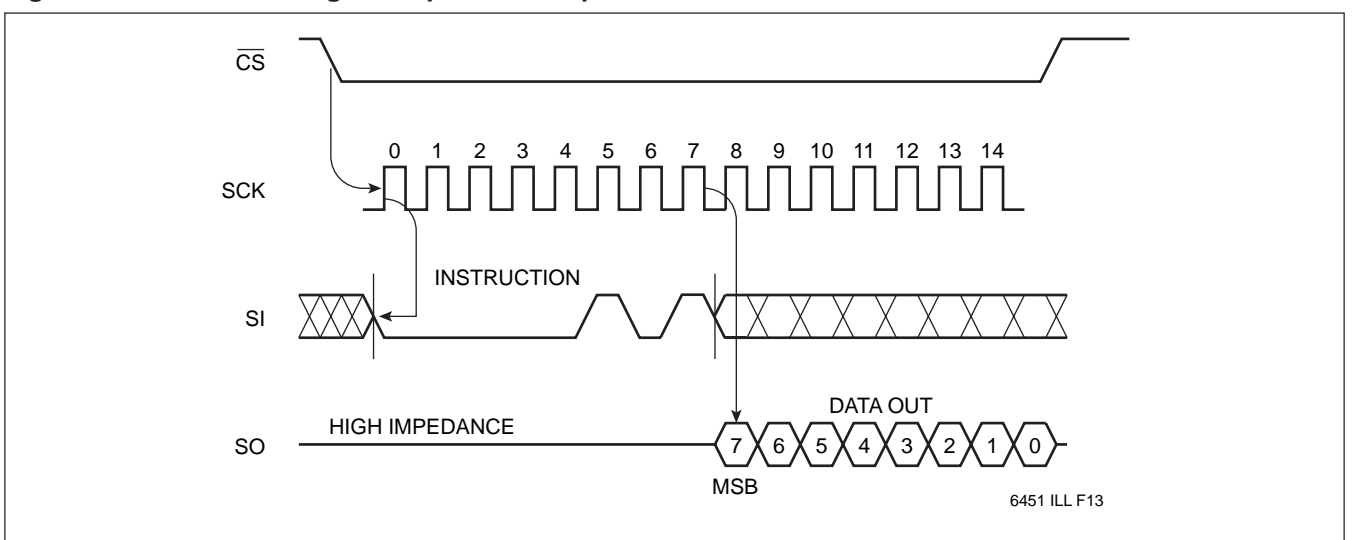 CS
0 1 2 3 4 5 6 7 8 9 10 11 12 13 14
SCK
INSTRUCTION
SI
DATA OUT
HIGH IMPEDANCE
SO
7 6 5 4 3 2 1 0
MSB
6451 ILL F13